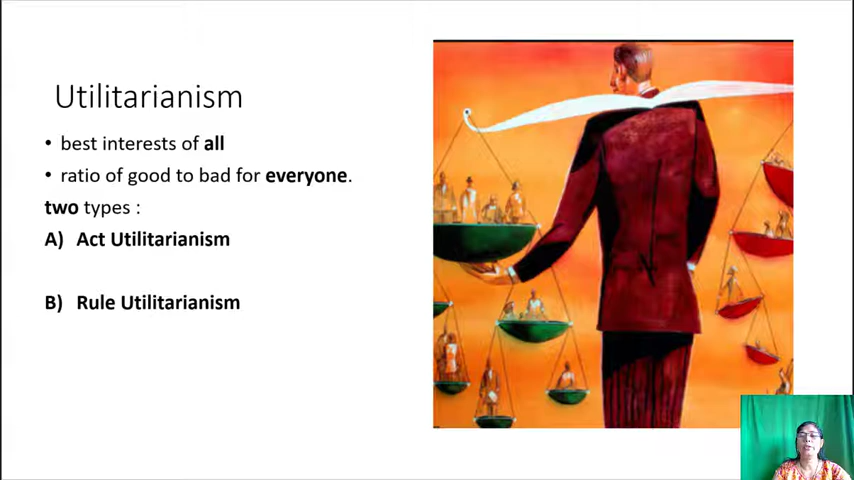 Utilitarianism
• best interests of all
• ratio of good to bad for everyone.
two types :
A) Act Utilitarianism
B) Rule Utilitarianism